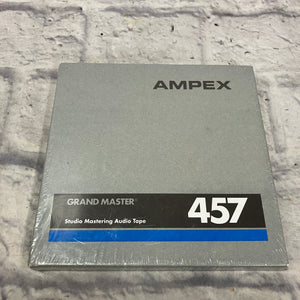 AMPEX
GRAND MASTER®
457
Studio Mastering Audio Tape